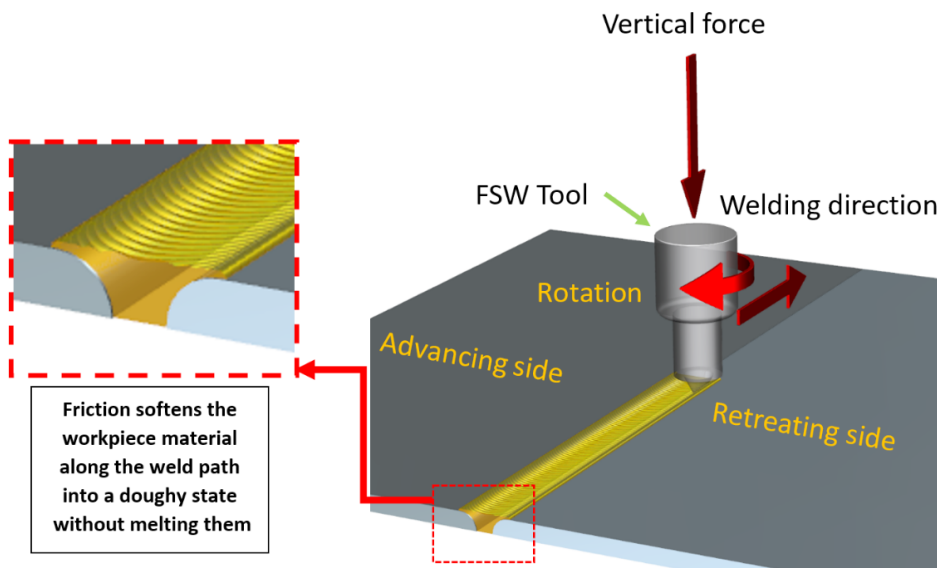 Vertical force
FSW Tool
Welding direction
Rotation
Advancing side
Retreating side
Friction softens the
workpiece material
along the weld path
into a doughy state
without melting them